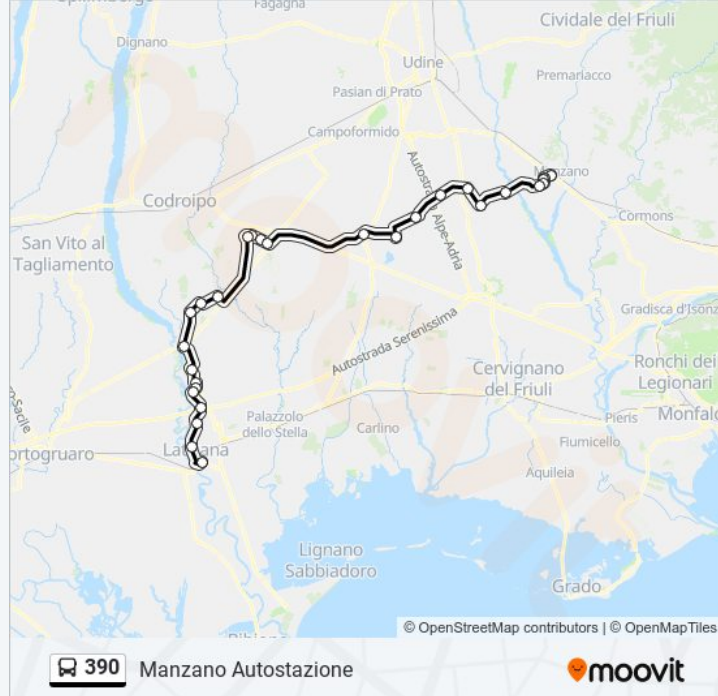 Fagagna
Cividale del Friuli
Dignano
Udine
Premariacco
Pasian di Prato
Campoformido
Manzano
Autostrada Alpe-Adria
Codroipo
Cormons
San Vito al
Tagliamento
Gradisca d'Isonz
Autostrada Serenissima
Ronchi dei
Legionari
Cervignano
del Friuli
o-Sacile
Palazzolo
dello Stella
Carlino
Pieris
Monfalc
Fiumicello
ortogruaro
Latisana
Aquileia
Lignano
Sabbiadoro
Grado
© OpenStreetMap contributors | © OpenMapTiles
390 Manzano Autostazione
moovit